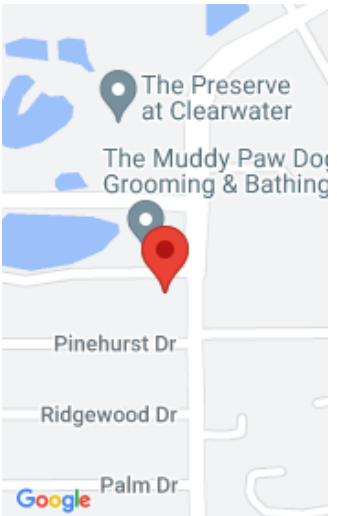 The Preserve
at Clearwater
The Muddy Paw Dog
Grooming & Bathing
Pinehurst Dr
Ridgewood Dr
Palm Dr
Google